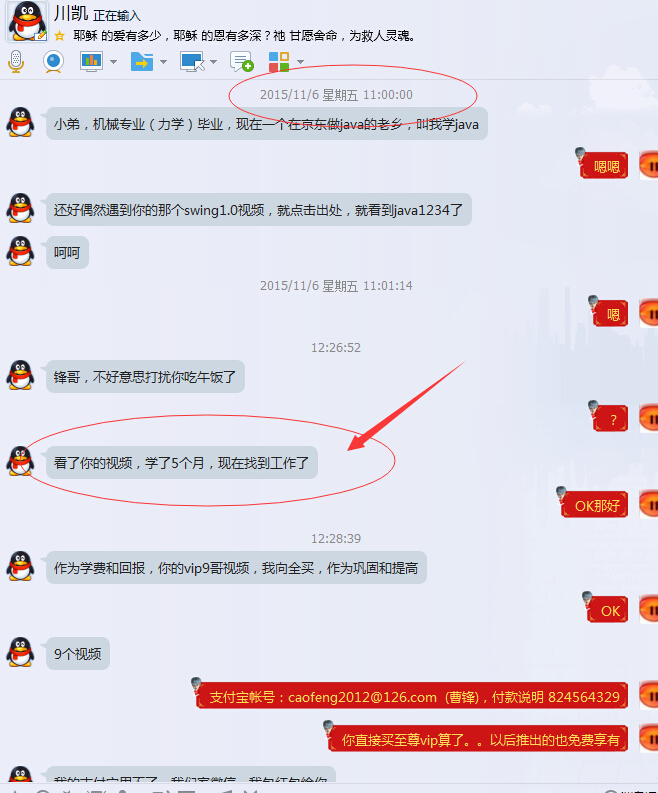 川凯 正在输入
耶稣 的爱有多少，耶稣 的恩有多深？祂 甘愿舍命，为救人灵魂。
2015/11/6 星期五 11:00:00
小弟，机械专业（力学）毕业，现在一个在京东做java的老乡，叫我学java
嗯嗯
还好偶然遇到你的那个swing1.0视频，就点击出处，就看到java1234了
呵呵
2015/11/6 星期五 11:01:14
嗯
12:26:52
锋哥，不好意思打扰你吃午饭了
？
看了你的视频，学了5个月，现在找到工作了
OK那好
12:28:39
作为学费和回报，你的vip9哥视频，我向全买，作为巩固和提高
OK
9个视频
支付宝帐号：caofeng2012@126.com (曹锋)，付款说明 824564329
你直接买至尊vip算了。。以后推出的也免费享有